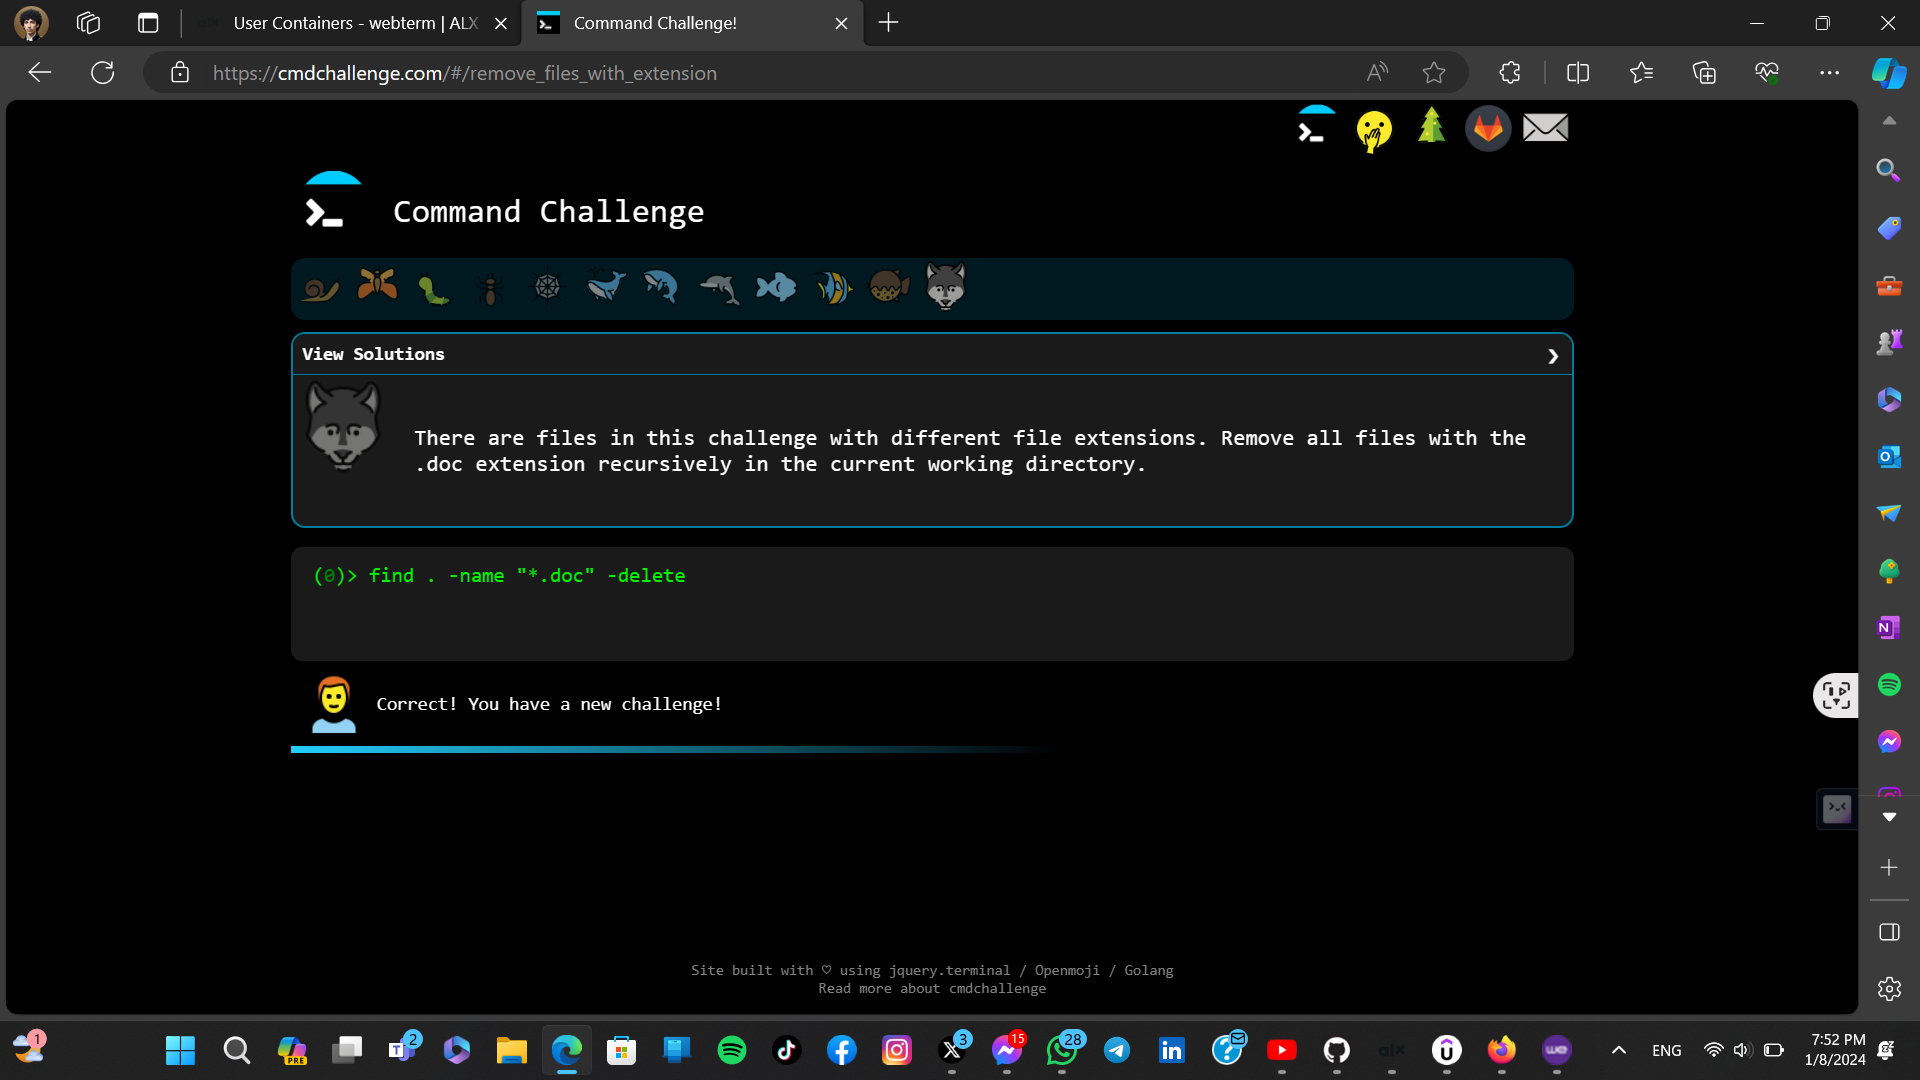 User Containers - webterm | ALX
Command Challenge!
https://cmdchallenge.com/#/remove_files_with_extension
Command Challenge
View Solutions
There are files in this challenge with different file extensions. Remove all files with the
.doc extension recursively in the current working directory.
(0)> find . -name "*.doc" -delete
Correct! You have a new challenge!
Site built with ♡ using jquery.terminal / Openmoji / Golang
Read more about cmdchallenge
1
PRE
2
3
15
28
alx
we
ENG
7:52 PM
1/8/2024